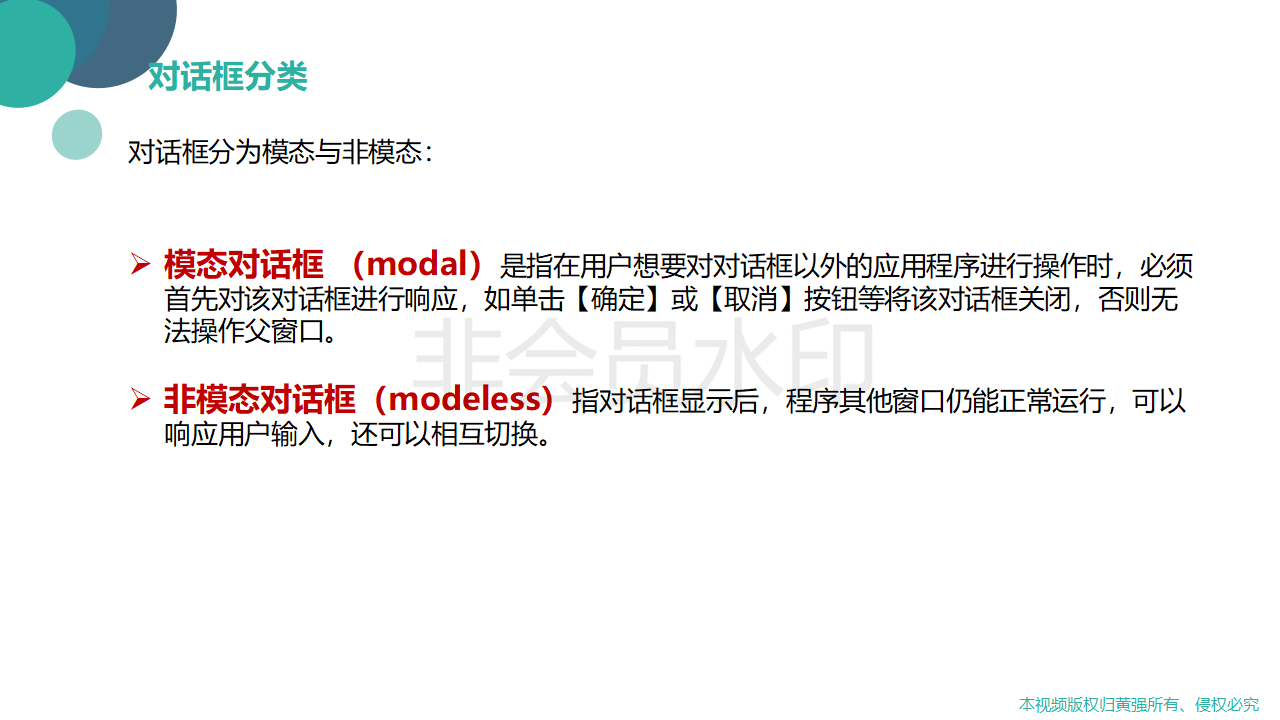 对话框分类
对话框分为模态与非模态：
模态对话框 （modal）是指在用户想要对对话框以外的应用程序进行操作时，必须
首先对该对话框进行响应，如单击【确定】或【取消】按钮等将该对话框关闭，否则无
法操作父窗口。
非会员水印
非模态对话框（modeless）指对话框显示后，程序其他窗口仍能正常运行，可以
响应用户输入，还可以相互切换。
本视频版权归黄强所有、侵权必究